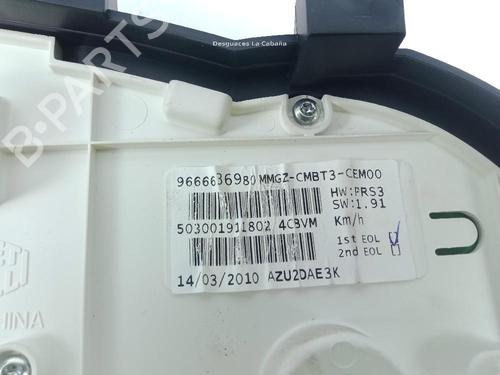 Desguaces La Cabaña
B-PARTS
9666636980 MMGZ-CMBT3-CEM00
HW:PRS3
SW:1.91
503001911802 4CBVM
Km/h
1st EOL
2nd EOL
14/03/2010 AZU2DAE3K
CHINA